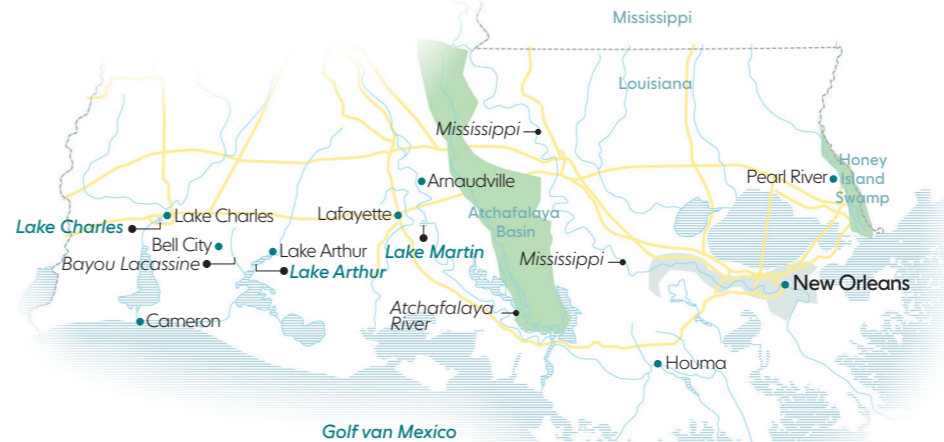 Mississippi
Louisiana
Mississippi
Honey
Island
Swamp
Pearl River
Arnaudville
Lake Charles
Lafayette
Atchafalaya
Basin
Lake Charles
Bell City
Lake Arthur
Lake Martin
Bayou Lacassine
Lake Arthur
Mississippi
New Orleans
Atchafalaya
River
Cameron
Houma
Golf van Mexico